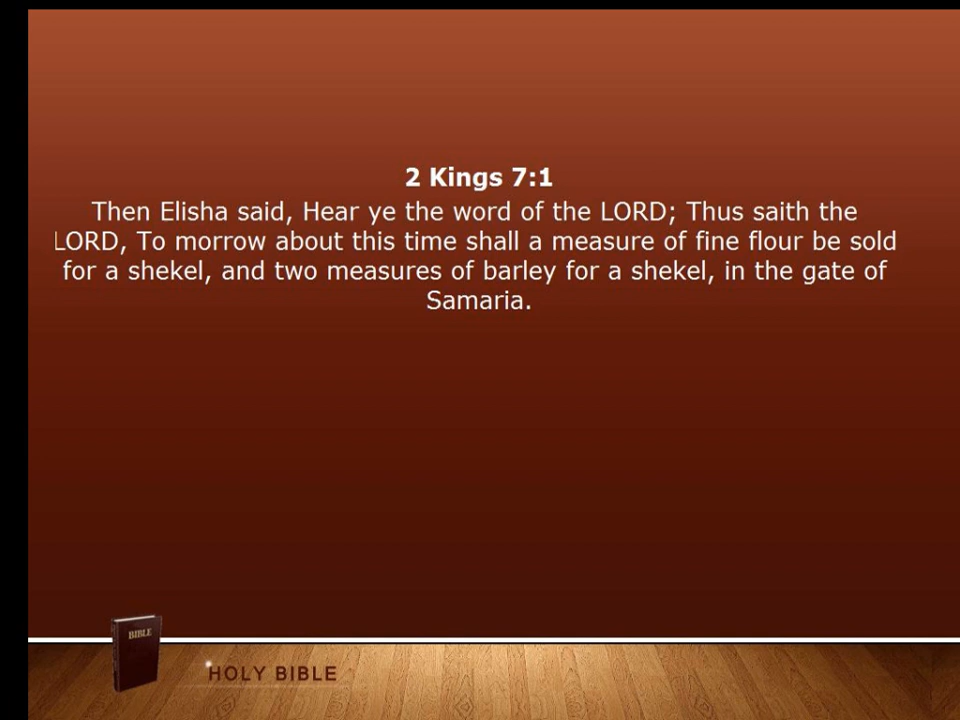 2 Kings 7:1
Then Elisha said, Hear ye the word of the LORD; Thus saith the
LORD, To morrow about this time shall a measure of fine flour be sold
for a shekel, and two measures of barley for a shekel, in the gate of
Samaria.
BIBLE
HOLY BIBLE